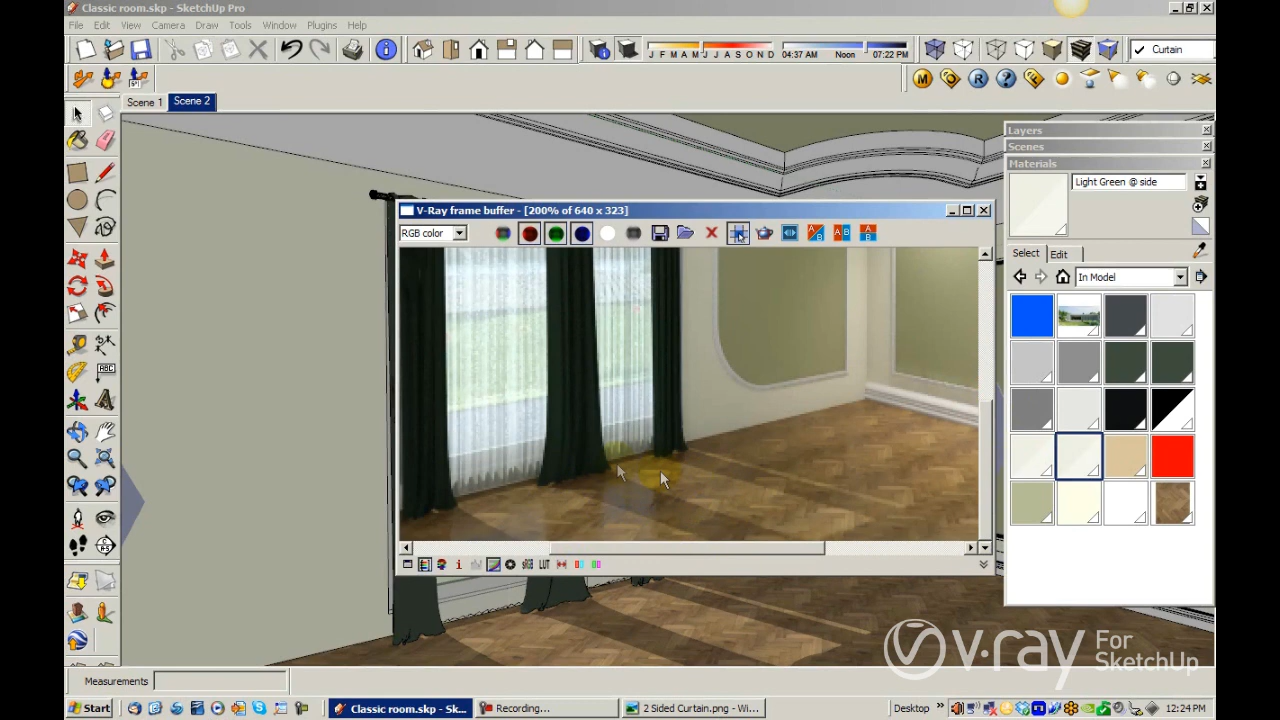 Classic room.skp - SketchUp Pro
File Edit View Camera Draw Tools Window Plugins Help
J F M A M J J A S O N D
04:37 AM Noon 07:22 PM
Curtain
M R ?
Scene 1 Scene 2
Layers
Scenes
Materials
Light Green @ side
Select Edit
In Model
V-Ray frame buffer - [200% of 640 x 323]
RGB color
A B A B A B
ABC
i LUT
v·ray For SketchUp
Measurements
Start
Classic room.skp - Sk...
Recording...
2 Sided Curtain.png - Wi...
Desktop
12:24 PM